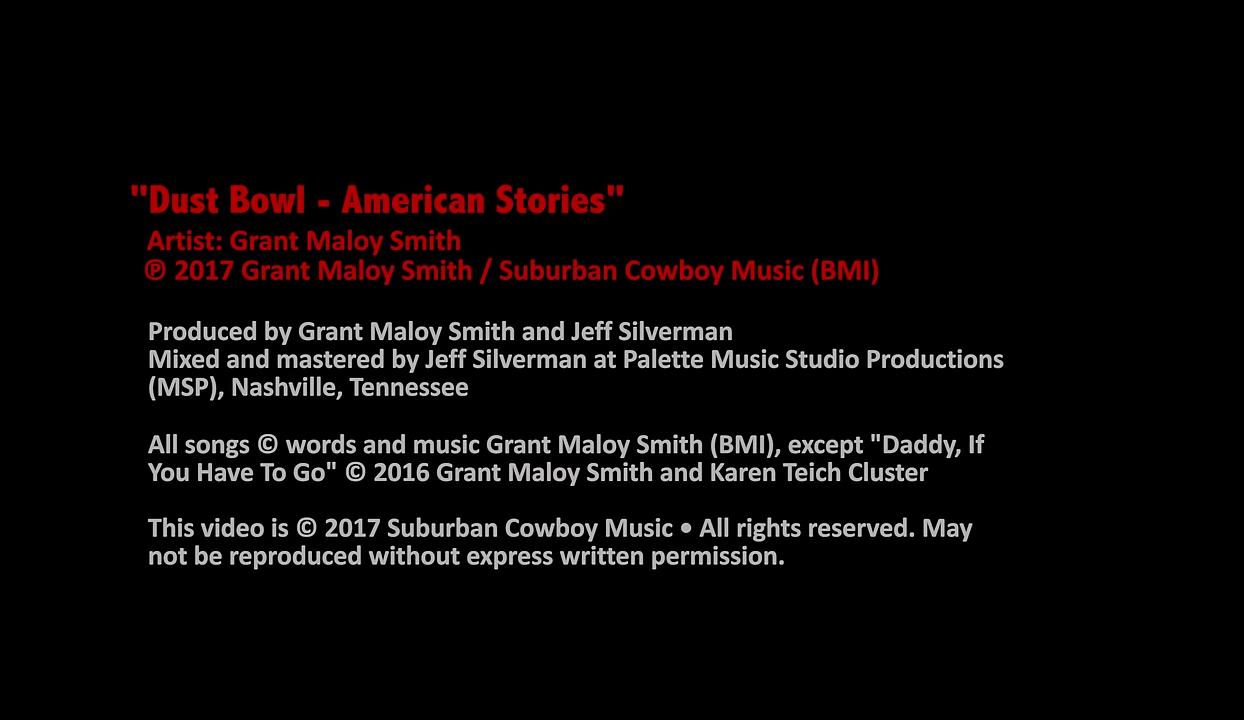 "Dust Bowl - American Stories"
Artist: Grant Maloy Smith
℗ 2017 Grant Maloy Smith / Suburban Cowboy Music (BMI)
Produced by Grant Maloy Smith and Jeff Silverman
Mixed and mastered by Jeff Silverman at Palette Music Studio Productions
(MSP), Nashville, Tennessee
All songs © words and music Grant Maloy Smith (BMI), except "Daddy, If
You Have To Go" © 2016 Grant Maloy Smith and Karen Teich Cluster
This video is © 2017 Suburban Cowboy Music • All rights reserved. May
not be reproduced without express written permission.